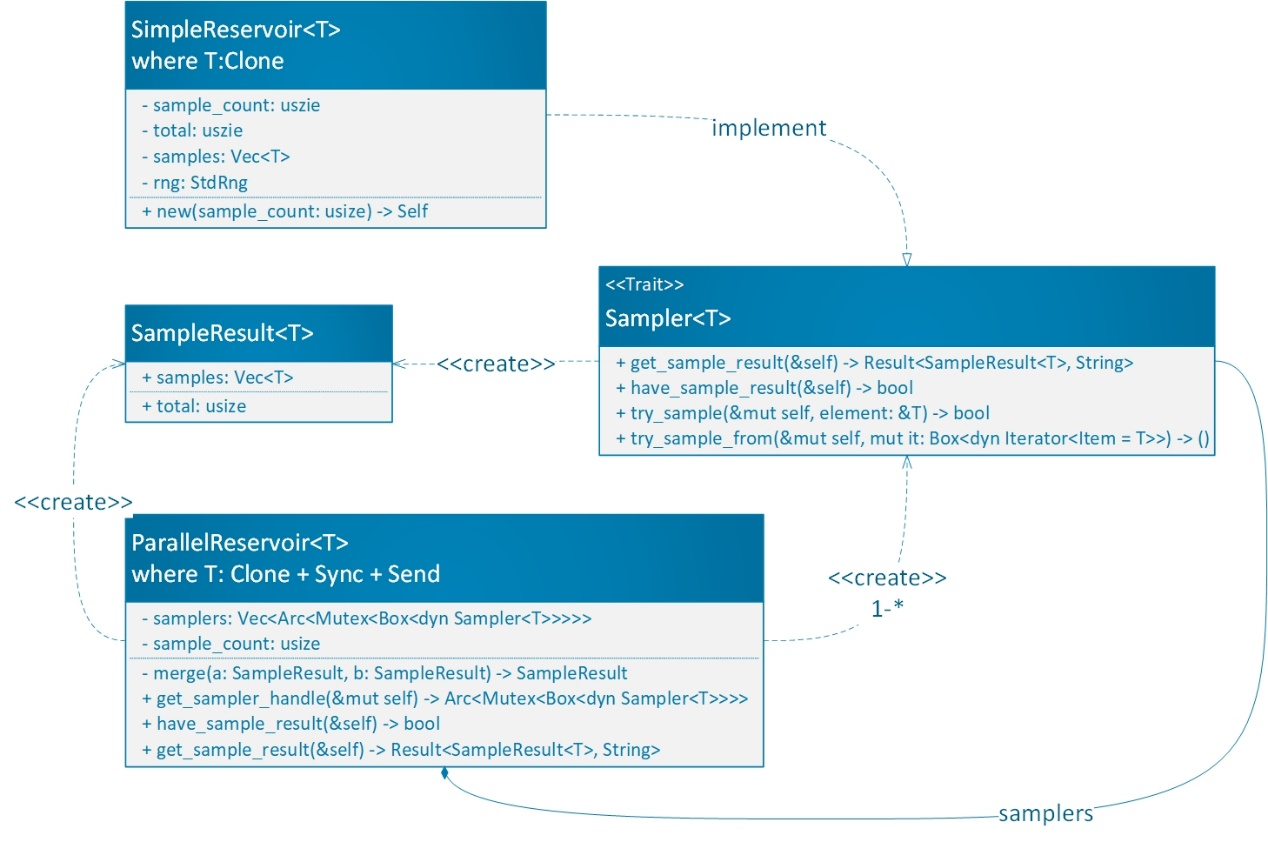 SimpleReservoir<T>
where T:Clone
- sample_count: uszie
- total: uszie
- samples: Vec<T>
- rng: StdRng
+ new(sample_count: usize) -> Self
implement
<<Trait>>
Sampler<T>
+ get_sample_result(&self) -> Result<SampleResult<T>, String>
+ have_sample_result(&self) -> bool
+ try_sample(&mut self, element: &T) -> bool
+ try_sample_from(&mut self, mut it: Box<dyn Iterator<Item = T>>) -> ()
SampleResult<T>
+ samples: Vec<T>
+ total: usize
<<create>>
<<create>>
ParallelReservoir<T>
where T: Clone + Sync + Send
- samplers: Vec<Arc<Mutex<Box<dyn Sampler<T>>>>>
- sample_count: usize
- merge(a: SampleResult, b: SampleResult) -> SampleResult
+ get_sampler_handle(&mut self) -> Arc<Mutex<Box<dyn Sampler<T>>>>
+ have_sample_result(&self) -> bool
+ get_sample_result(&self) -> Result<SampleResult<T>, String>
<<create>>
1-*
samplers